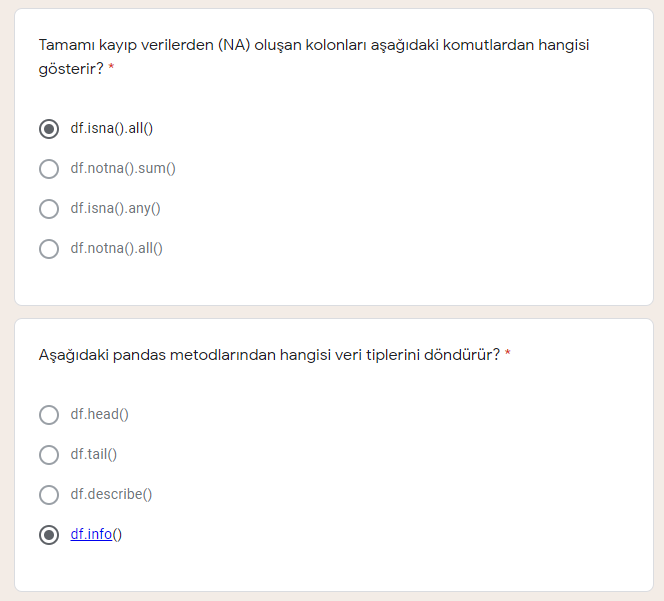 Tamamı kayıp verilerden (NA) oluşan kolonları aşağıdaki komutlardan hangisi
gösterir? *
df.isna().all()
df.notna().sum()
df.isna().any()
df.notna().all()
Aşağıdaki pandas metodlarından hangisi veri tiplerini döndürür? *
df.head()
df.tail()
df.describe()
df.info()